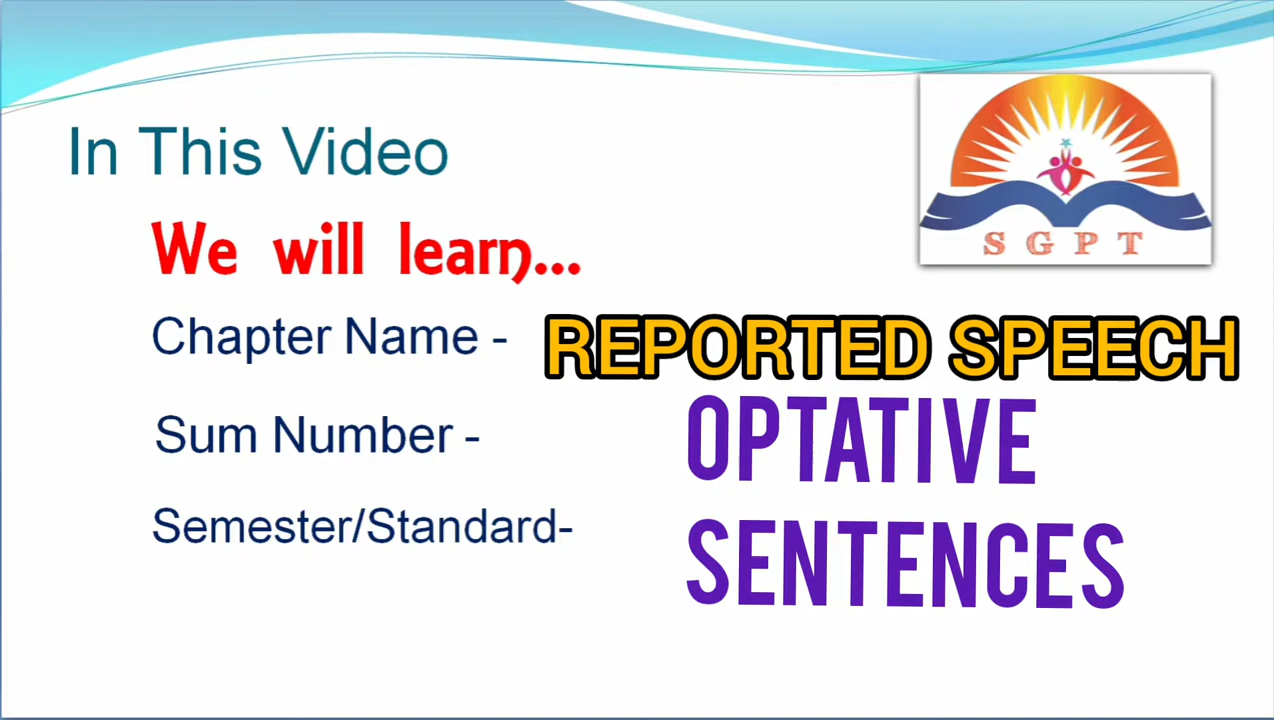 In This Video
SGPT
We will learn...
Chapter Name - REPORTED SPEECH
Sum Number - OPTATIVE
Semester/Standard- SENTENCES